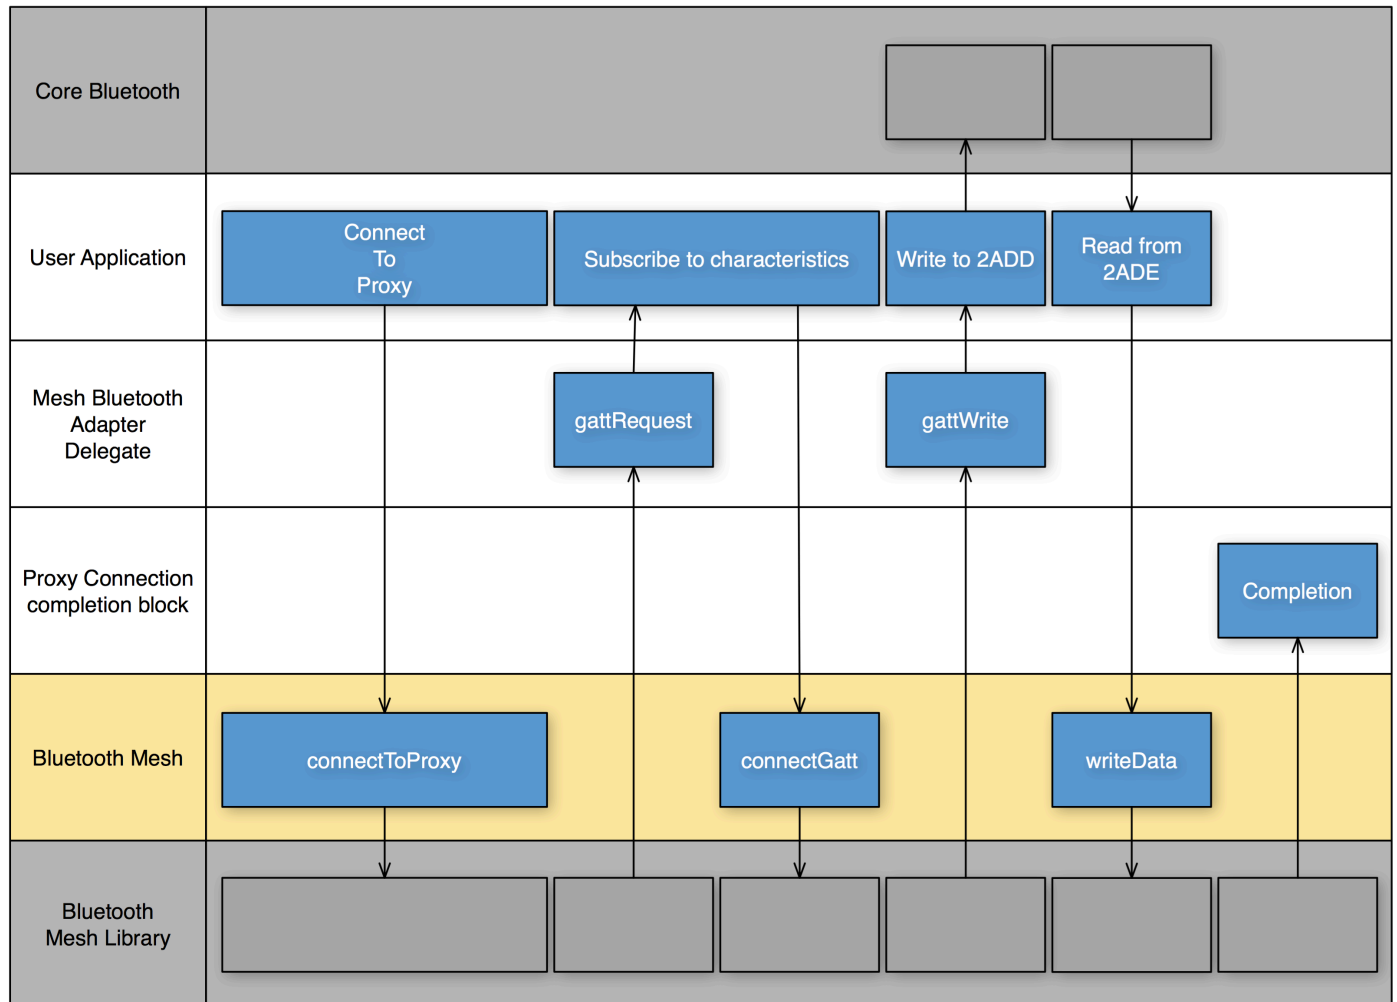 Core Bluetooth
User Application
Connect
To
Proxy
Subscribe to characteristics
Write to 2ADD
Read from
2ADE
Mesh Bluetooth
Adapter
Delegate
gattRequest
gattWrite
Proxy Connection
completion block
Completion
Bluetooth Mesh
connectToProxy
connectGatt
writeData
Bluetooth
Mesh Library